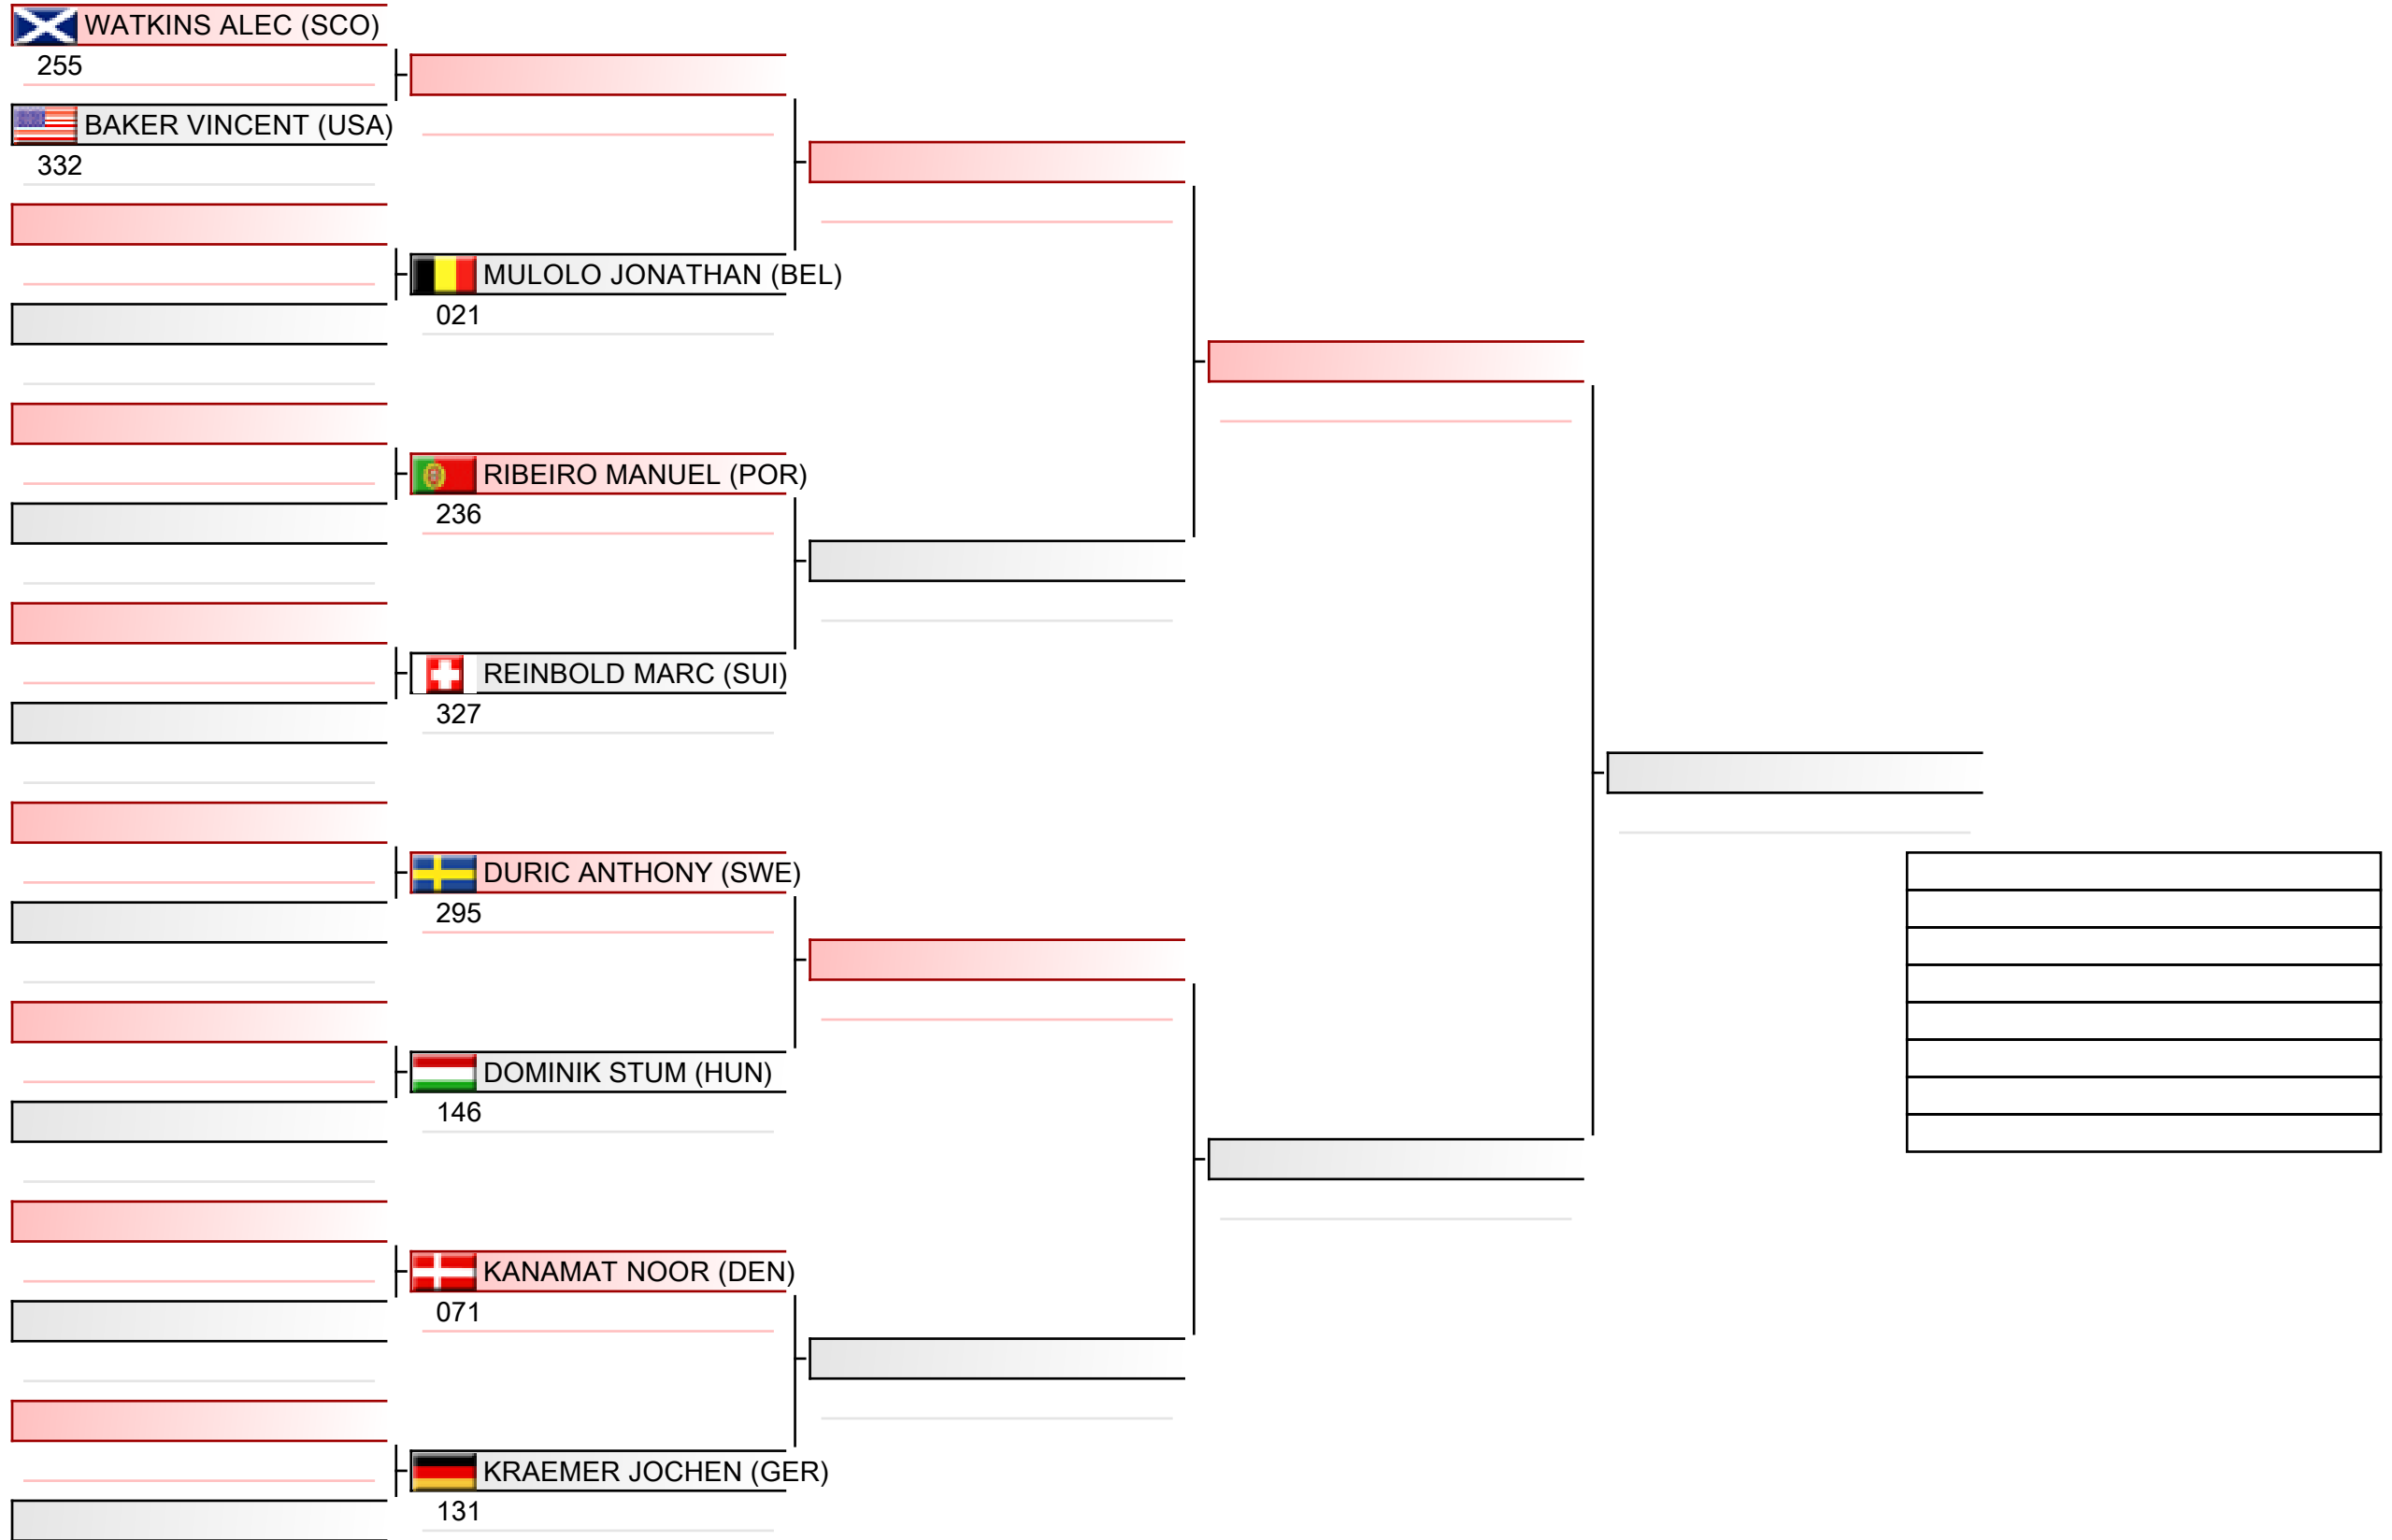 WATKINS ALEC (SCO)
255
BAKER VINCENT (USA)
332
MULOLO JONATHAN (BEL)
021
RIBEIRO MANUEL (POR)
236
REINBOLD MARC (SUI)
327
DURIC ANTHONY (SWE)
295
DOMINIK STUM (HUN)
146
KANAMAT NOOR (DEN)
071
KRAEMER JOCHEN (GER)
131